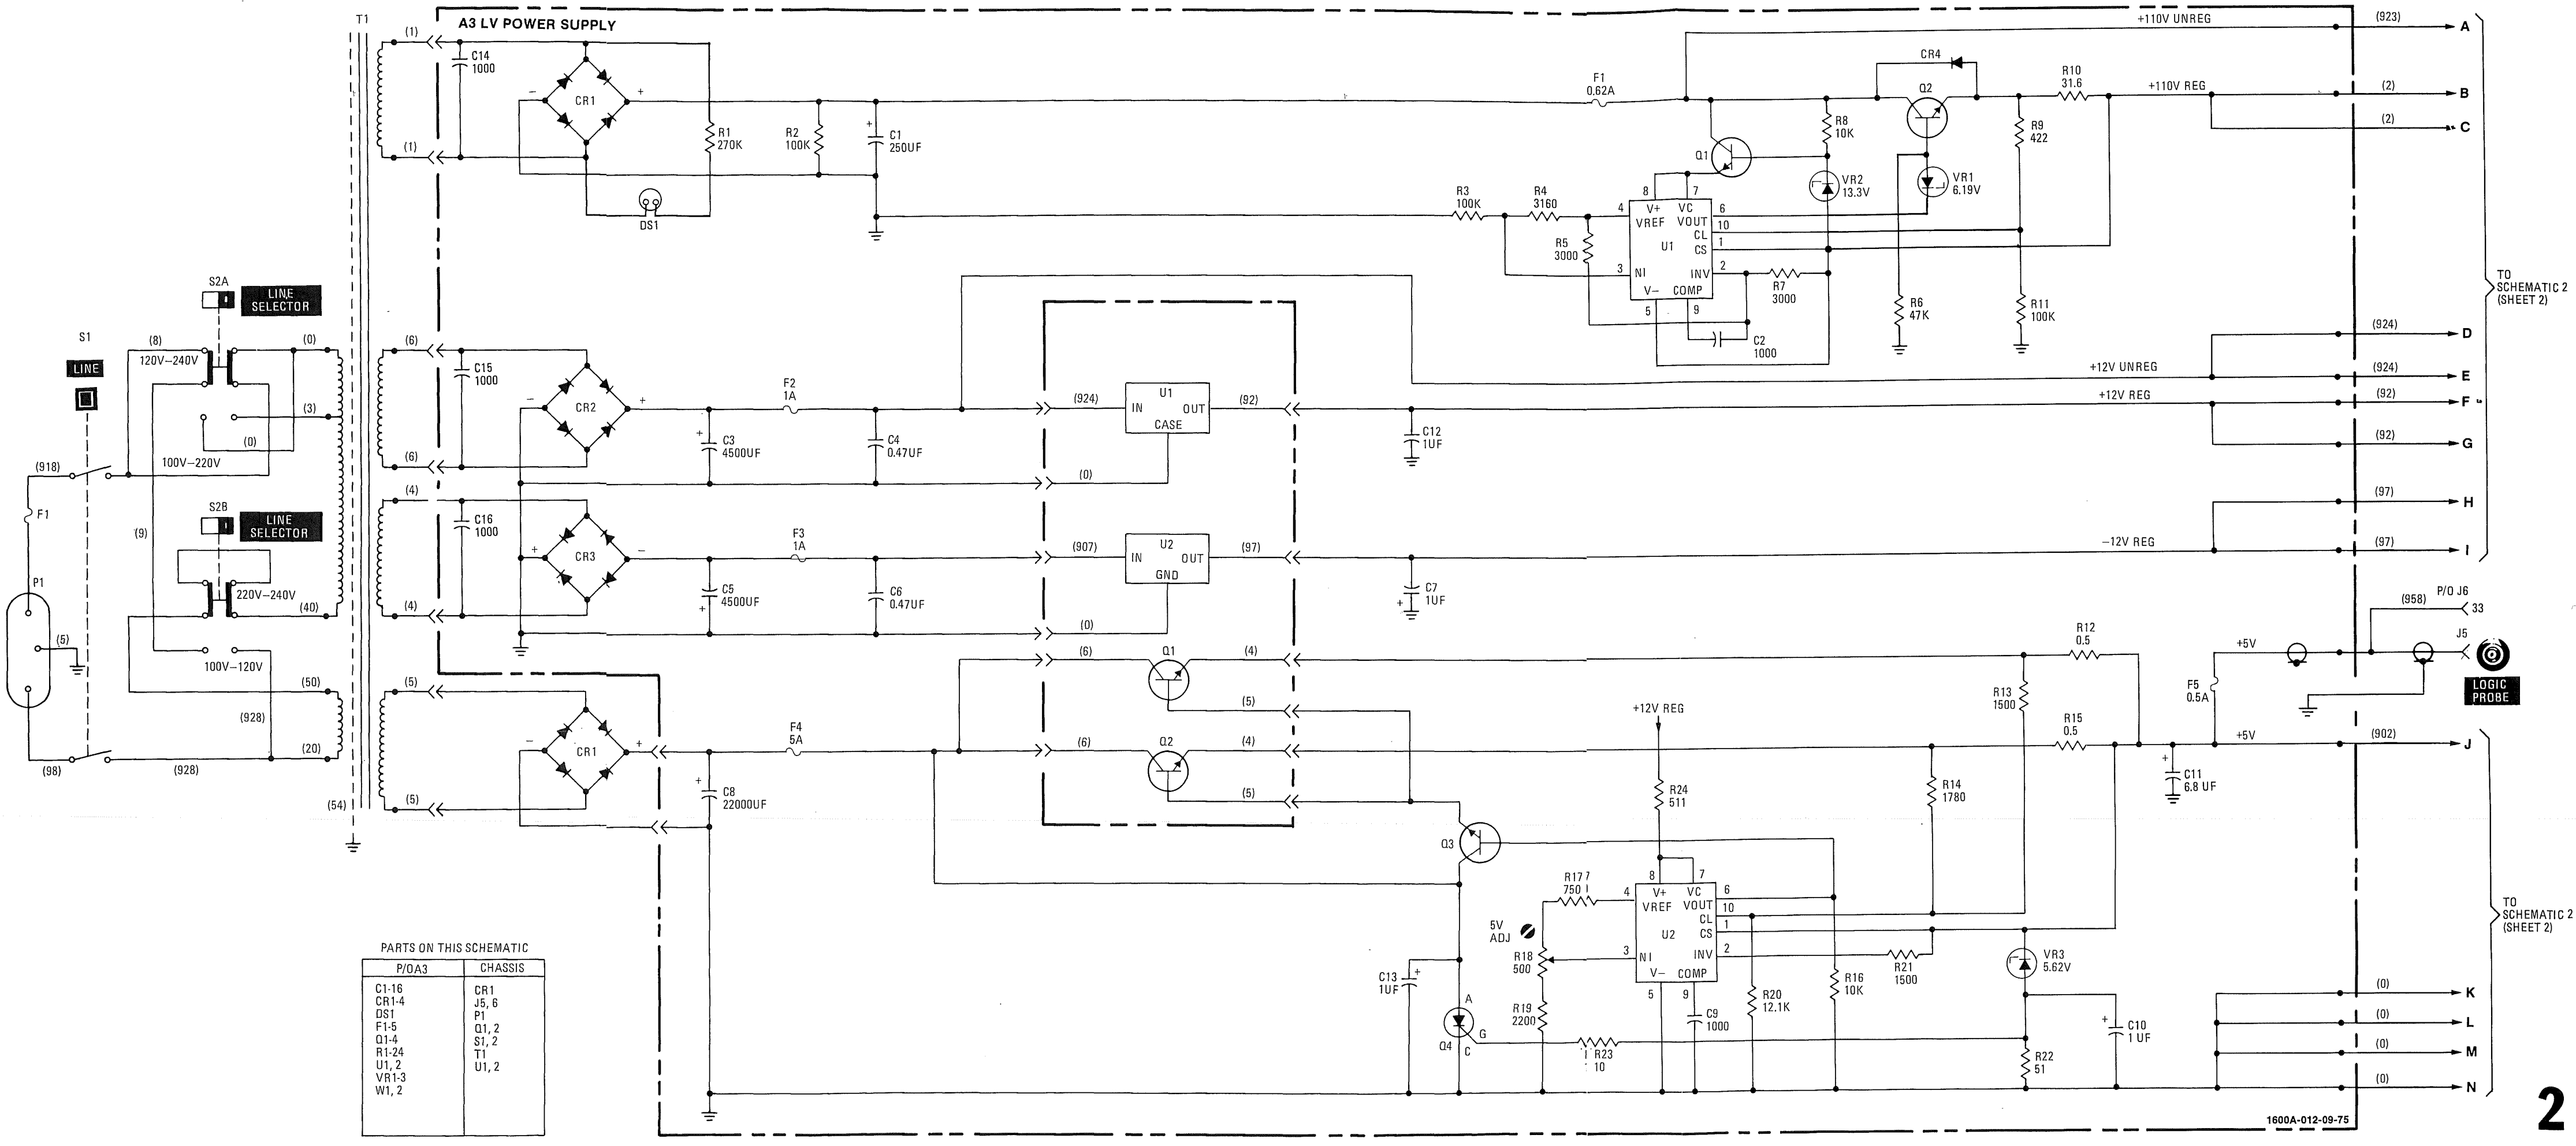 A3 LV POWER SUPPLY
T1
(1)
C14
1000
CR1
−
+
R1
270K
R2
100K
+
C1
250UF
DS1
(1)
F1
0.62A
+110V UNREG
(923)
A
CR4
Q2
R10
31.6
+110V REG
(2)
B
(2)
C
R8
10K
R9
422
Q1
VR2
13.3V
VR1
6.19V
R3
100K
R4
3160
R5
3000
4
8
7
V+
VC
VREF
VOUT
6
CL
10
U1
CS
1
3
NI
INV
2
V−
COMP
5
9
R7
3000
C2
1000
R6
47K
R11
100K
TO
SCHEMATIC 2
(SHEET 2)
S2A
LINE
SELECTOR
S1
LINE
(8)
120V−240V
(0)
(3)
(0)
100V−220V
(918)
F1
(9)
S2B
LINE
SELECTOR
220V−240V
(40)
P1
(5)
100V−120V
(50)
(928)
(20)
(98)
(928)
(54)
(6)
C15
1000
−
CR2
+
(6)
F2
1A
+
C3
4500UF
C4
0.47UF
(924)
U1
IN
OUT
CASE
(92)
(0)
C12
1UF
(924)
D
+12V UNREG
(924)
E
+12V REG
(92)
F
(92)
G
(4)
C16
1000
+
CR3
−
(4)
F3
1A
C5
4500UF
+
C6
0.47UF
(907)
U2
IN
OUT
GND
(97)
(0)
C7
1UF
+
−12V REG
(97)
H
(97)
I
P/O J6
(958)
33
J5
LOGIC
PROBE
(5)
−
CR1
+
(5)
+
C8
22000UF
F4
5A
(6)
Q1
(4)
(5)
(6)
Q2
(4)
(5)
R12
0.5
R13
1500
F5
0.5A
+5V
+12V REG
R15
0.5
+5V
(902)
J
+
C11
6.8 UF
R24
511
R14
1780
Q3
R17
750
5V
ADJ
R18
500
R19
2200
4
8
7
V+
VC
VREF
VOUT
6
CL
10
U2
CS
1
3
NI
INV
2
V−
COMP
5
9
C9
1000
R20
12.1K
R16
10K
R21
1500
VR3
5.62V
C13
1UF
+
A
G
Q4
C
R23
10
+
C10
1 UF
R22
51
TO
SCHEMATIC 2
(SHEET 2)
(0)
K
(0)
L
(0)
M
(0)
N
PARTS ON THIS SCHEMATIC
P/OA3 CHASSIS
C1-16 CR1
CR1-4 J5, 6
DS1 P1
F1-5 Q1, 2
Q1-4 S1, 2
R1-24 T1
U1, 2 U1, 2
VR1-3
W1, 2
1600A-012-09-75
2